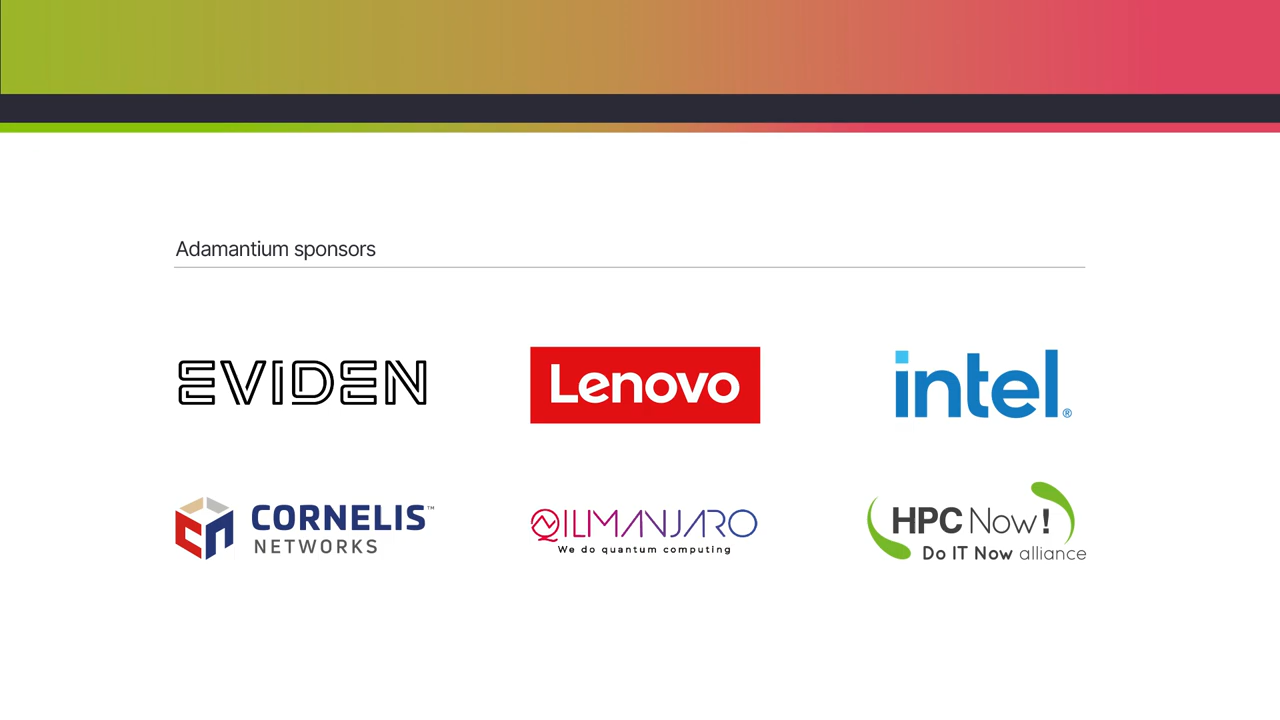 Adamantium sponsors
EVIDEN
Lenovo
intel®
CORNELIS™
NETWORKS
QILIMANJARO
We do quantum computing
HPC Now!
Do IT Now alliance